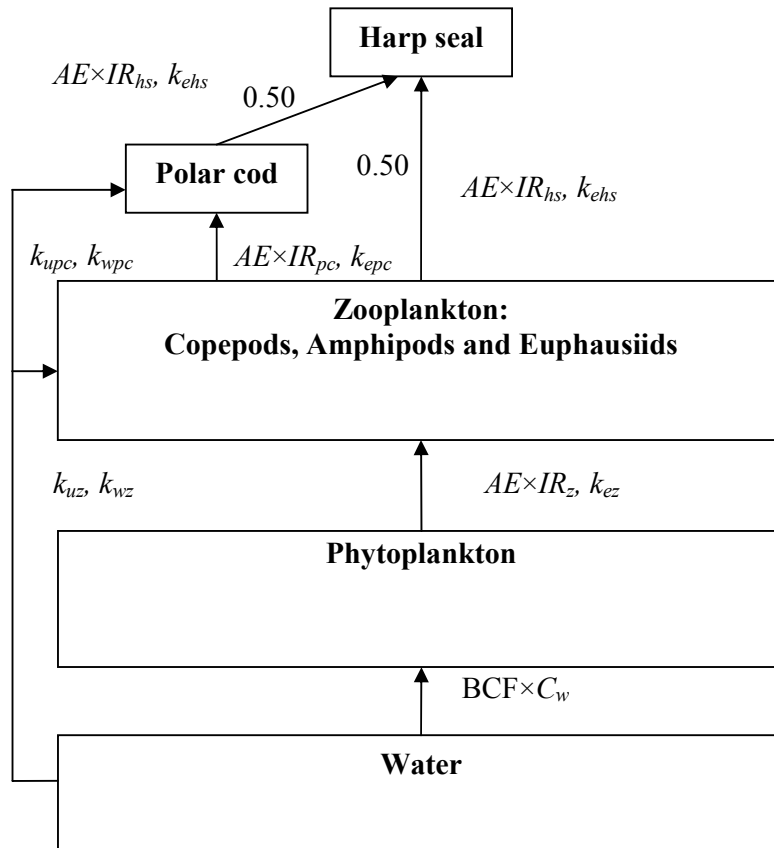 Harp seal
AE×IR_hs, k_ehs
0.50
Polar cod
0.50
AE×IR_hs, k_ehs
k_upc, k_wpc
AE×IR_pc, k_epc
Zooplankton:
Copepods, Amphipods and Euphausiids
k_uz, k_wz
AE×IR_z, k_ez
Phytoplankton
BCF×C_w
Water